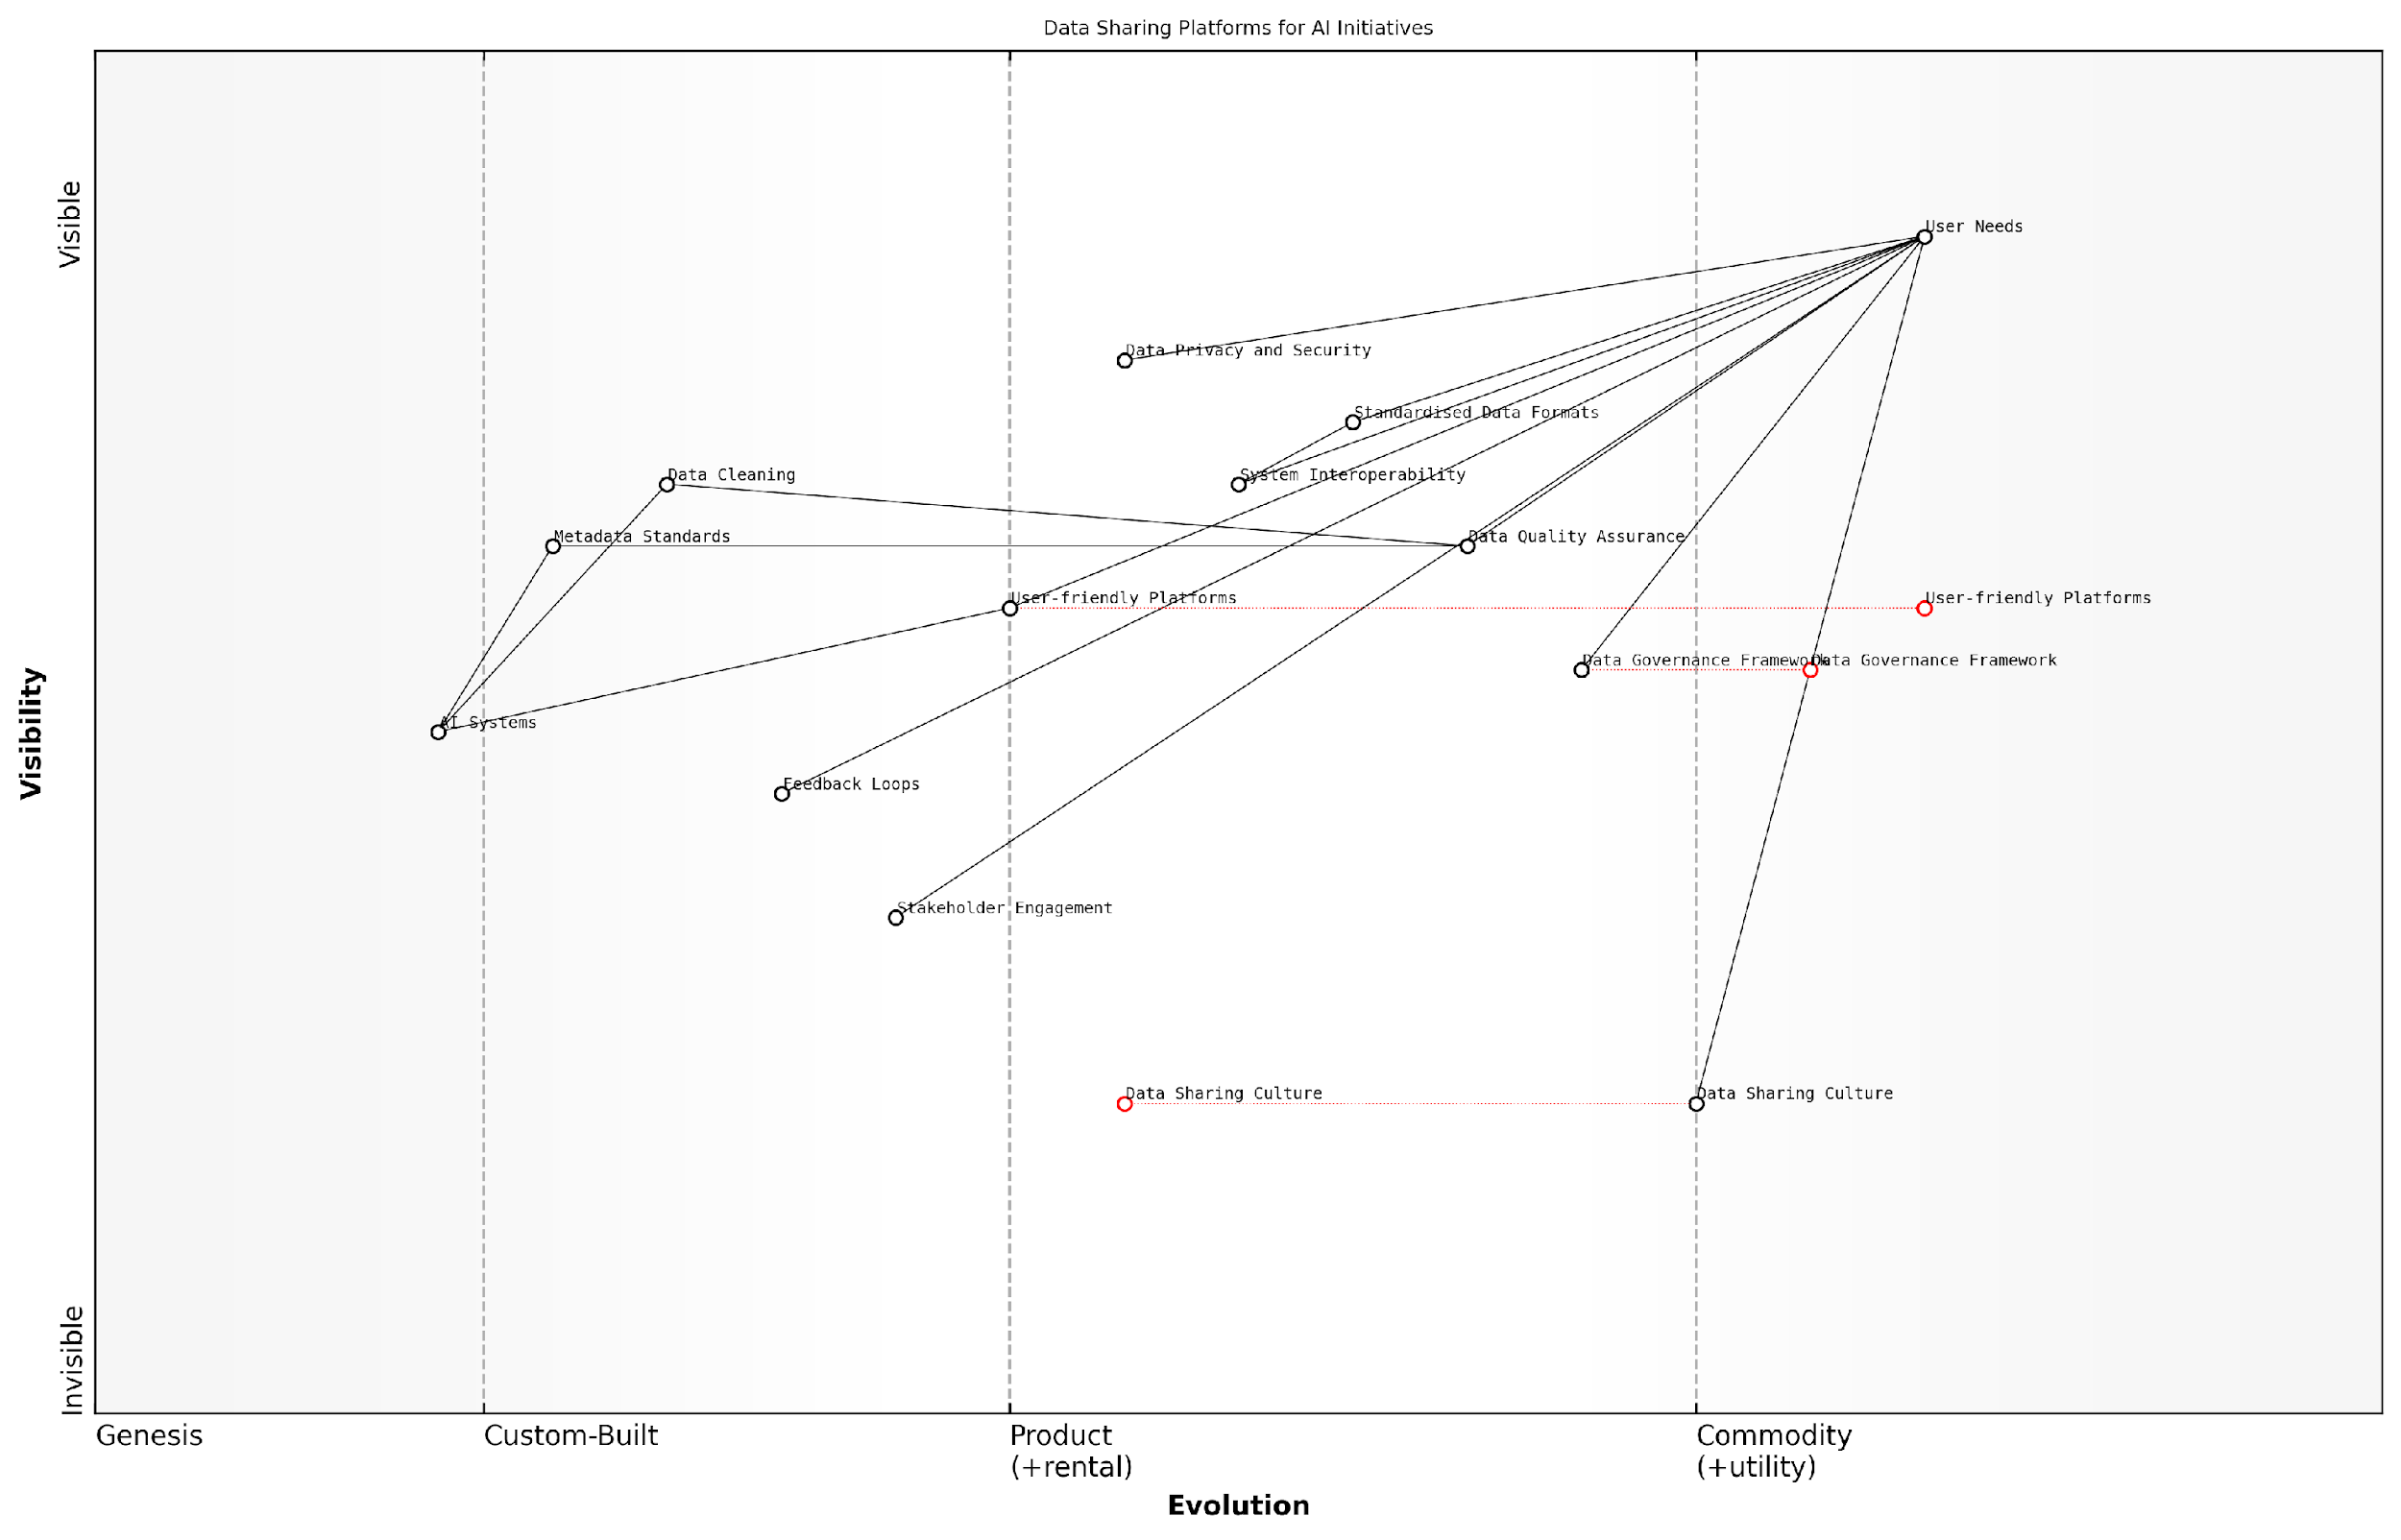 Data Sharing Platforms for AI Initiatives
Visible
User Needs
Data Privacy and Security
Standardised Data Formats
Data Cleaning
System Interoperability
Metadata Standards
Data Quality Assurance
User-friendly Platforms
User-friendly Platforms
Data Governance Framework
Data Governance Framework
AI Systems
Feedback Loops
Stakeholder Engagement
Data Sharing Culture
Data Sharing Culture
Visibility
Invisible
Genesis
Custom-Built
Product
(+rental)
Commodity
(+utility)
Evolution